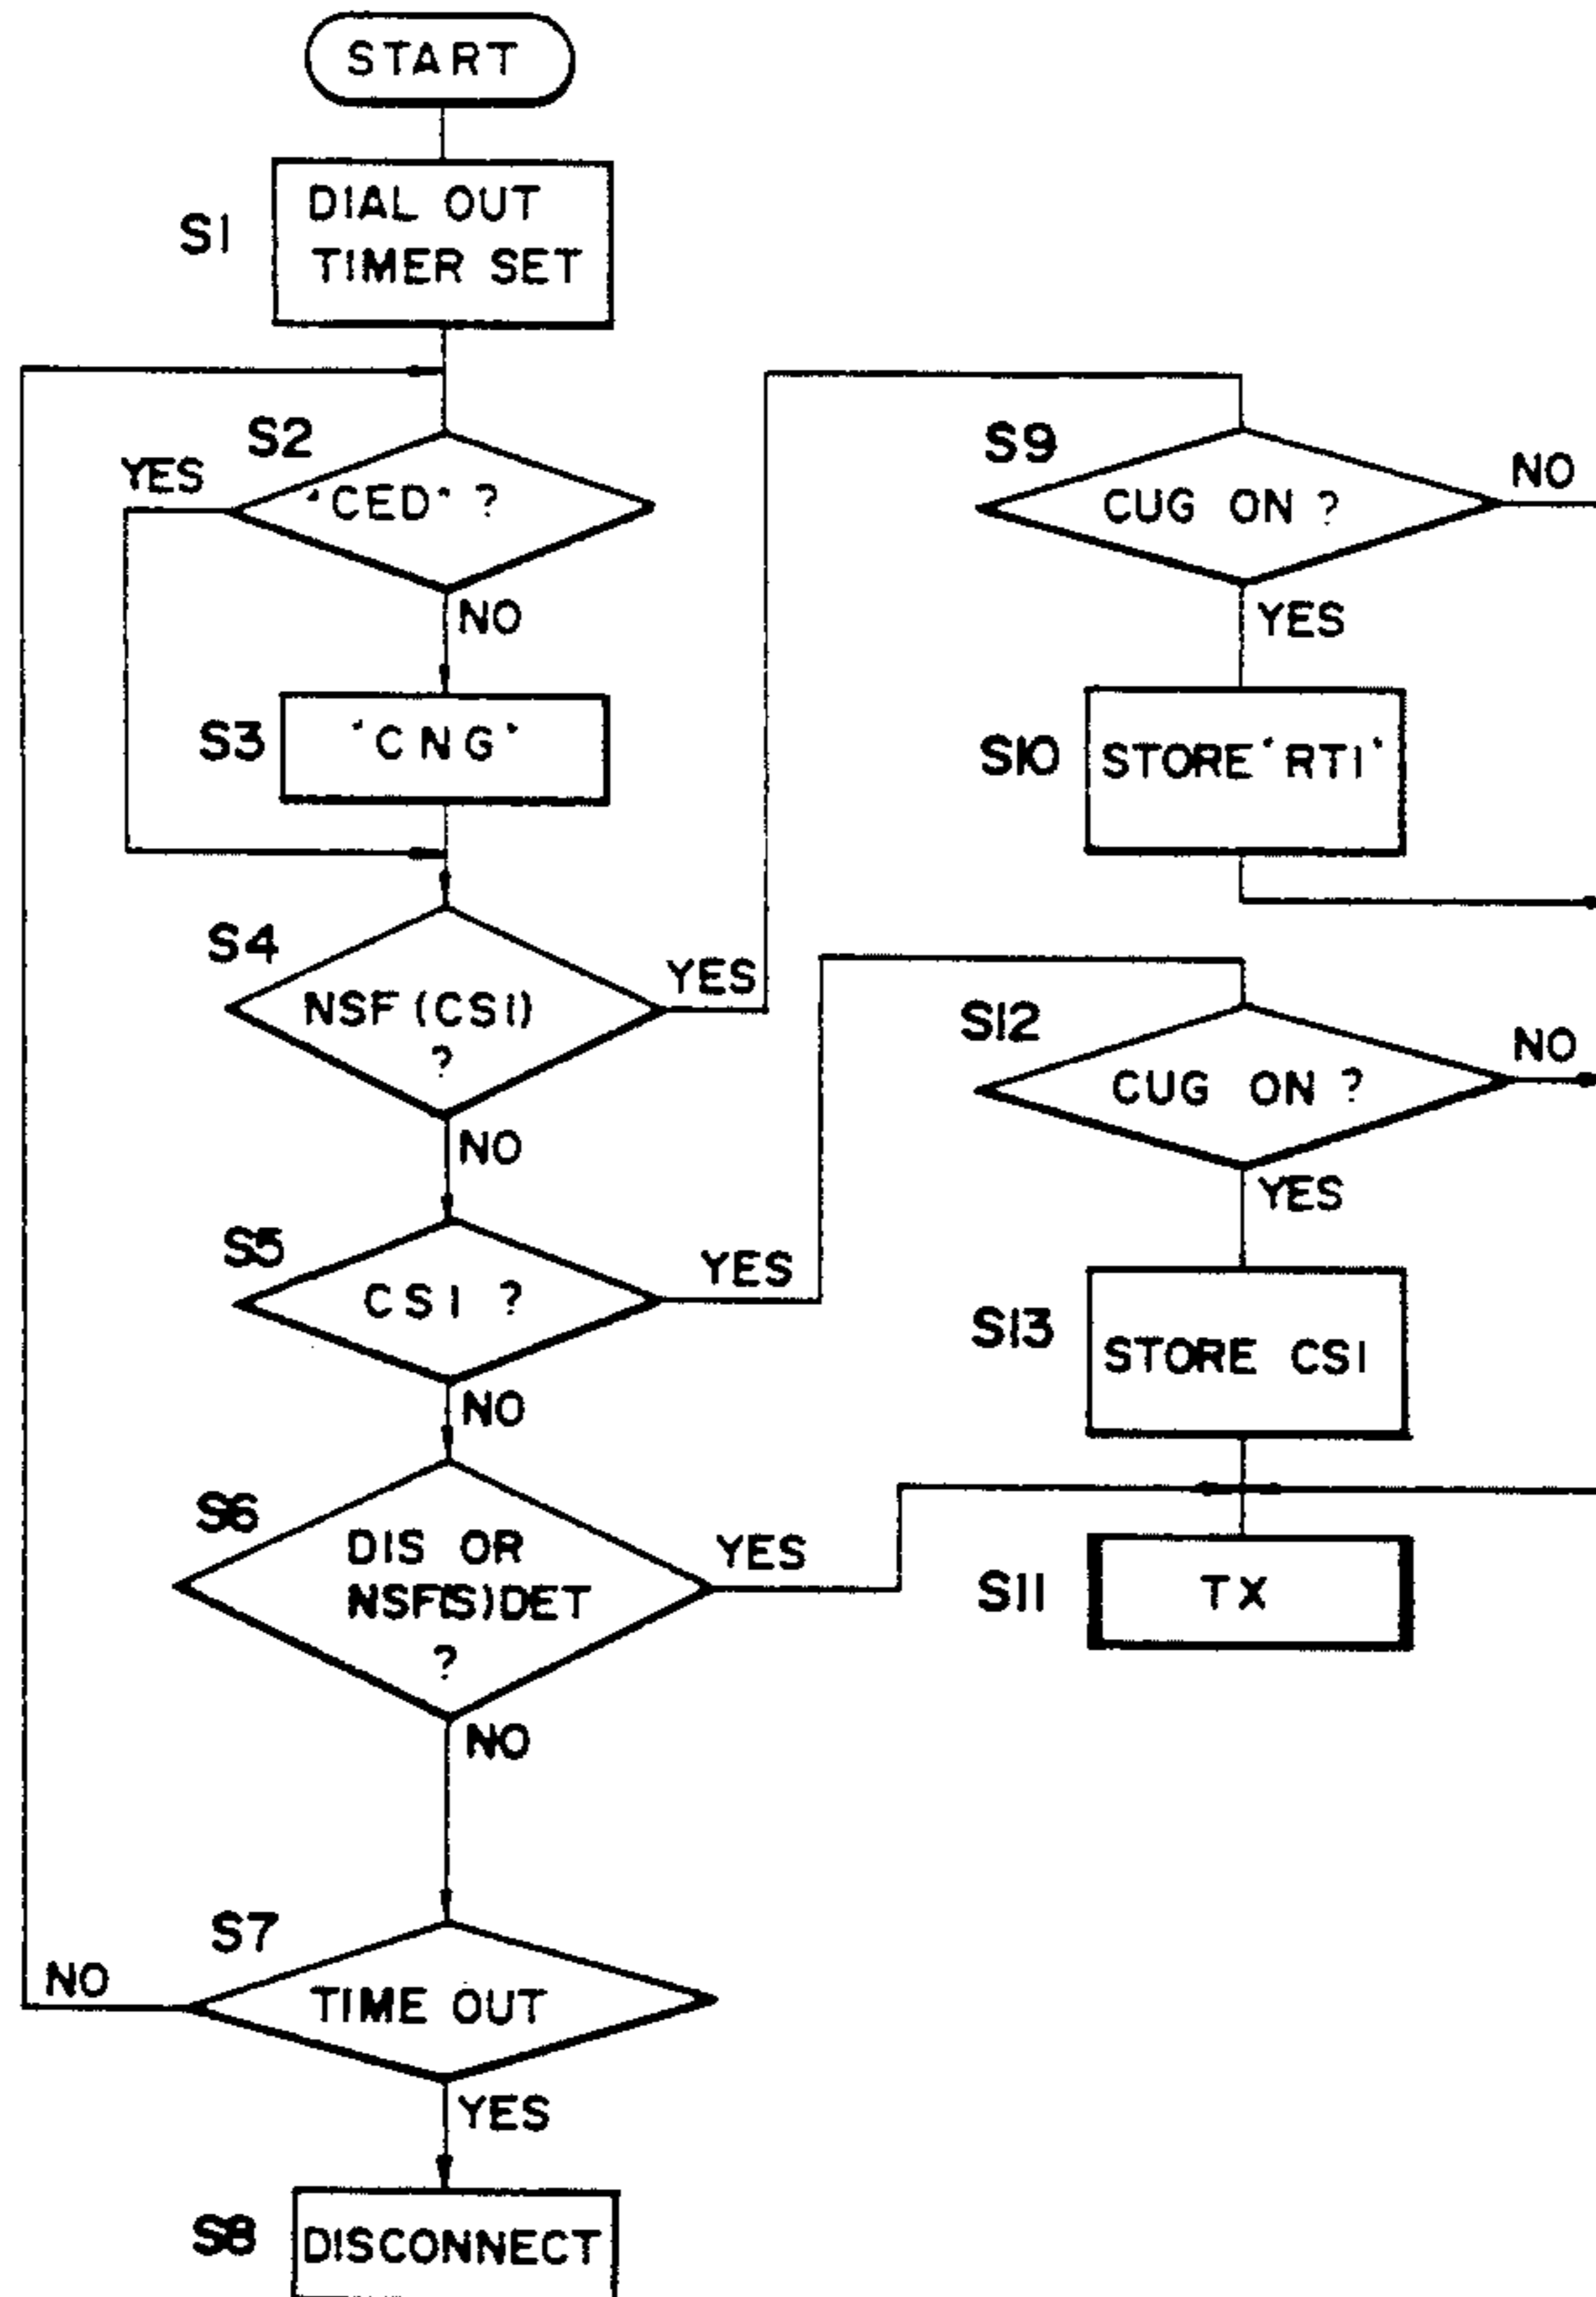 START
S1
DIAL OUT
TIMER SET
S2
YES
'CED' ?
NO
S3
'CNG'
S4
NSF (CSI)
?
YES
NO
S5
CSI ?
YES
NO
S6
DIS OR
NSF(S)DET
?
YES
NO
S7
NO
TIME OUT
YES
S8
DISCONNECT
S9
CUG ON ?
NO
YES
S10
STORE 'RTI'
S12
CUG ON ?
NO
YES
S13
STORE CSI
S11
TX